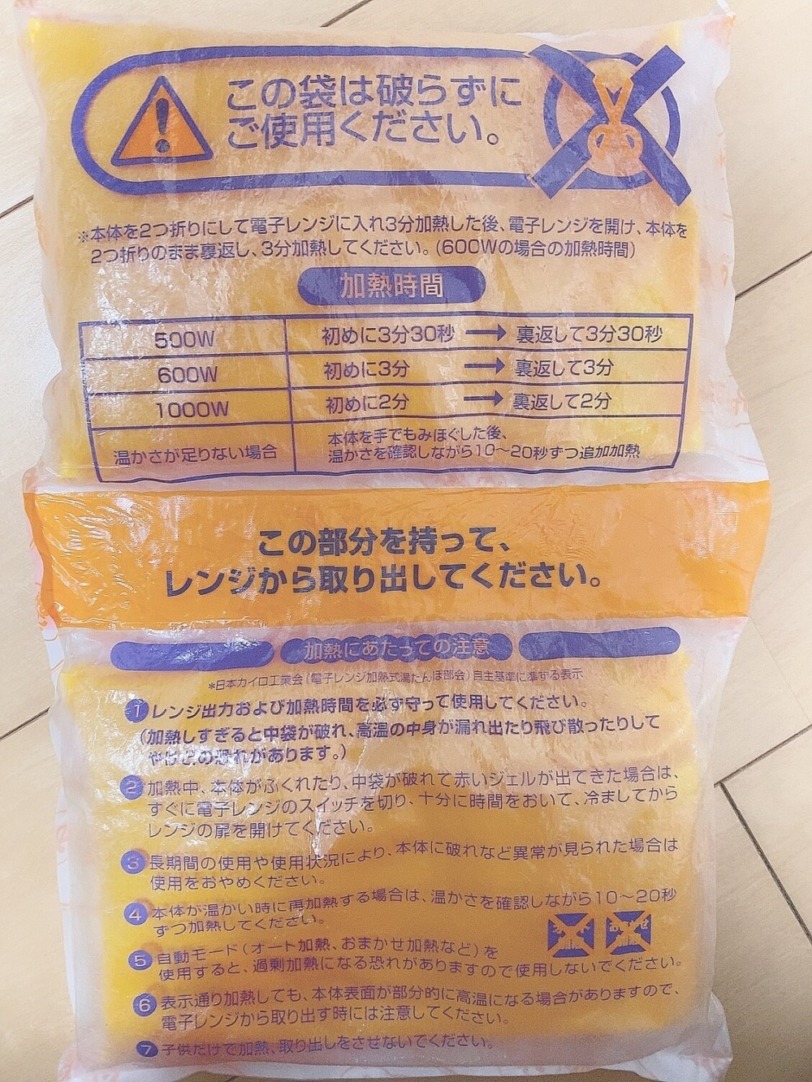 この袋は破らずに
ご使用ください。
※本体を2つ折りにして電子レンジに入れ3分加熱した後、電子レンジを開け、本体を
2つ折りのまま裏返し、3分加熱してください。(600Wの場合の加熱時間)
加熱時間
500W 初めに3分30秒 → 裏返して3分30秒
600W 初めに3分 → 裏返して3分
1000W 初めに2分 → 裏返して2分
温かさが足りない場合 本体を手でもみほぐした後、
温かさを確認しながら10〜20秒ずつ追加加熱
この部分を持って、
レンジから取り出してください。
加熱にあたっての注意
*日本カイロ工業会(電子レンジ加熱式湯たんぽ部会)自主基準に準ずる表示
1 レンジ出力および加熱時間を必ず守って使用してください。
(加熱しすぎると中袋が破れ、高温の中身が漏れ出たり飛び散ったりして
やけどの恐れがあります。)
2 加熱中、本体がふくれたり、中袋が破れて赤いジェルが出てきた場合は、
すぐに電子レンジのスイッチを切り、十分に時間をおいて、冷ましてから
レンジの扉を開けてください。
3 長期間の使用や使用状況により、本体に破れなど異常が見られた場合は
使用をおやめください。
4 本体が温かい時に再加熱する場合は、温かさを確認しながら10〜20秒
ずつ加熱してください。
5 自動モード(オート加熱、おまかせ加熱など)を
使用すると、過剰加熱になる恐れがありますので使用しないでください。
6 表示通り加熱しても、本体表面が部分的に高温になる場合がありますので、
電子レンジから取り出す時には注意してください。
7 子供だけで加熱、取り出しをさせないでください。